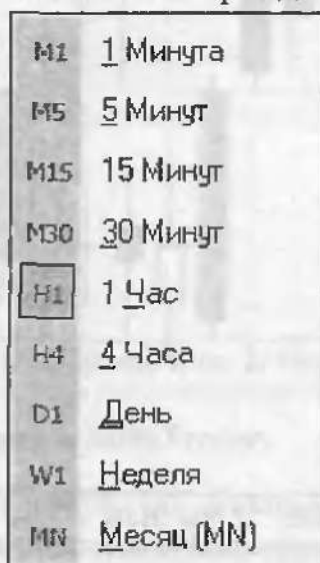 M1 1 Минута
M5 5 Минут
M15 15 Минут
M30 30 Минут
H1 1 Час
H4 4 Часа
D1 День
W1 Неделя
MN Месяц (MN)